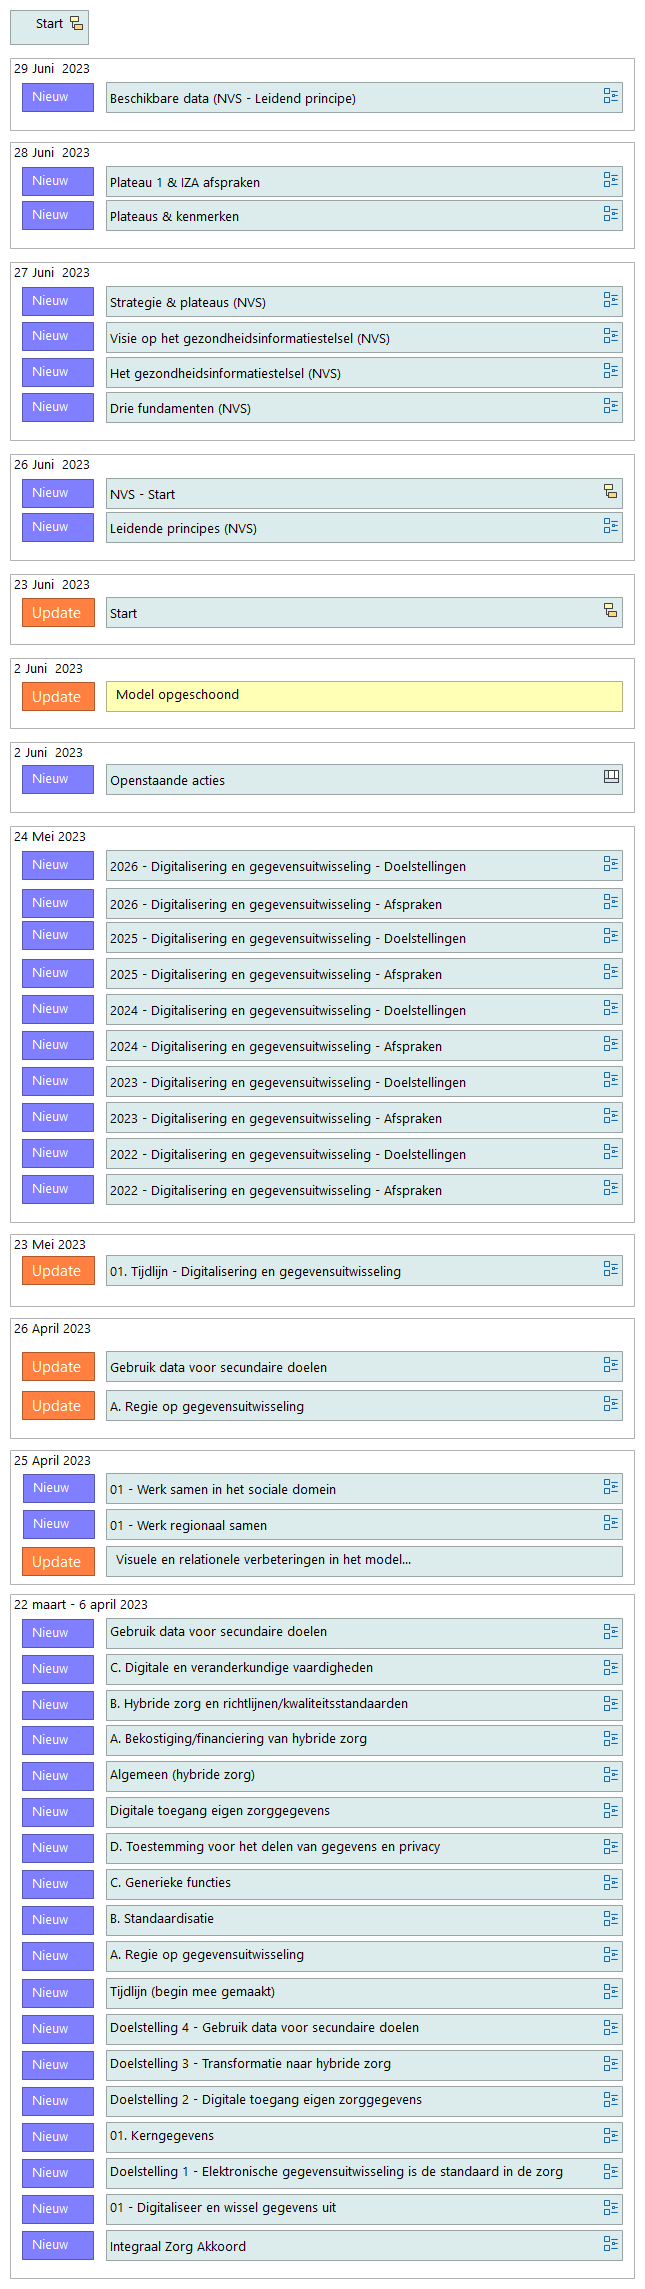 Start
29 Juni 2023
Nieuw Beschikbare data (NVS - Leidend principe)
28 Juni 2023
Nieuw Plateau 1 & IZA afspraken
Nieuw Plateaus & kenmerken
27 Juni 2023
Nieuw Strategie & plateaus (NVS)
Nieuw Visie op het gezondheidsinformatiestelsel (NVS)
Nieuw Het gezondheidsinformatiestelsel (NVS)
Nieuw Drie fundamenten (NVS)
26 Juni 2023
Nieuw NVS - Start
Nieuw Leidende principes (NVS)
23 Juni 2023
Update Start
2 Juni 2023
Update Model opgeschoond
2 Juni 2023
Nieuw Openstaande acties
24 Mei 2023
Nieuw 2026 - Digitalisering en gegevensuitwisseling - Doelstellingen
Nieuw 2026 - Digitalisering en gegevensuitwisseling - Afspraken
Nieuw 2025 - Digitalisering en gegevensuitwisseling - Doelstellingen
Nieuw 2025 - Digitalisering en gegevensuitwisseling - Afspraken
Nieuw 2024 - Digitalisering en gegevensuitwisseling - Doelstellingen
Nieuw 2024 - Digitalisering en gegevensuitwisseling - Afspraken
Nieuw 2023 - Digitalisering en gegevensuitwisseling - Doelstellingen
Nieuw 2023 - Digitalisering en gegevensuitwisseling - Afspraken
Nieuw 2022 - Digitalisering en gegevensuitwisseling - Doelstellingen
Nieuw 2022 - Digitalisering en gegevensuitwisseling - Afspraken
23 Mei 2023
Update 01. Tijdlijn - Digitalisering en gegevensuitwisseling
26 April 2023
Update Gebruik data voor secundaire doelen
Update A. Regie op gegevensuitwisseling
25 April 2023
Nieuw 01 - Werk samen in het sociale domein
Nieuw 01 - Werk regionaal samen
Update Visuele en relationele verbeteringen in het model...
22 maart - 6 april 2023
Nieuw Gebruik data voor secundaire doelen
Nieuw C. Digitale en veranderkundige vaardigheden
Nieuw B. Hybride zorg en richtlijnen/kwaliteitsstandaarden
Nieuw A. Bekostiging/financiering van hybride zorg
Nieuw Algemeen (hybride zorg)
Nieuw Digitale toegang eigen zorggegevens
Nieuw D. Toestemming voor het delen van gegevens en privacy
Nieuw C. Generieke functies
Nieuw B. Standaardisatie
Nieuw A. Regie op gegevensuitwisseling
Nieuw Tijdlijn (begin mee gemaakt)
Nieuw Doelstelling 4 - Gebruik data voor secundaire doelen
Nieuw Doelstelling 3 - Transformatie naar hybride zorg
Nieuw Doelstelling 2 - Digitale toegang eigen zorggegevens
Nieuw 01. Kerngegevens
Nieuw Doelstelling 1 - Elektronische gegevensuitwisseling is de standaard in de zorg
Nieuw 01 - Digitaliseer en wissel gegevens uit
Nieuw Integraal Zorg Akkoord